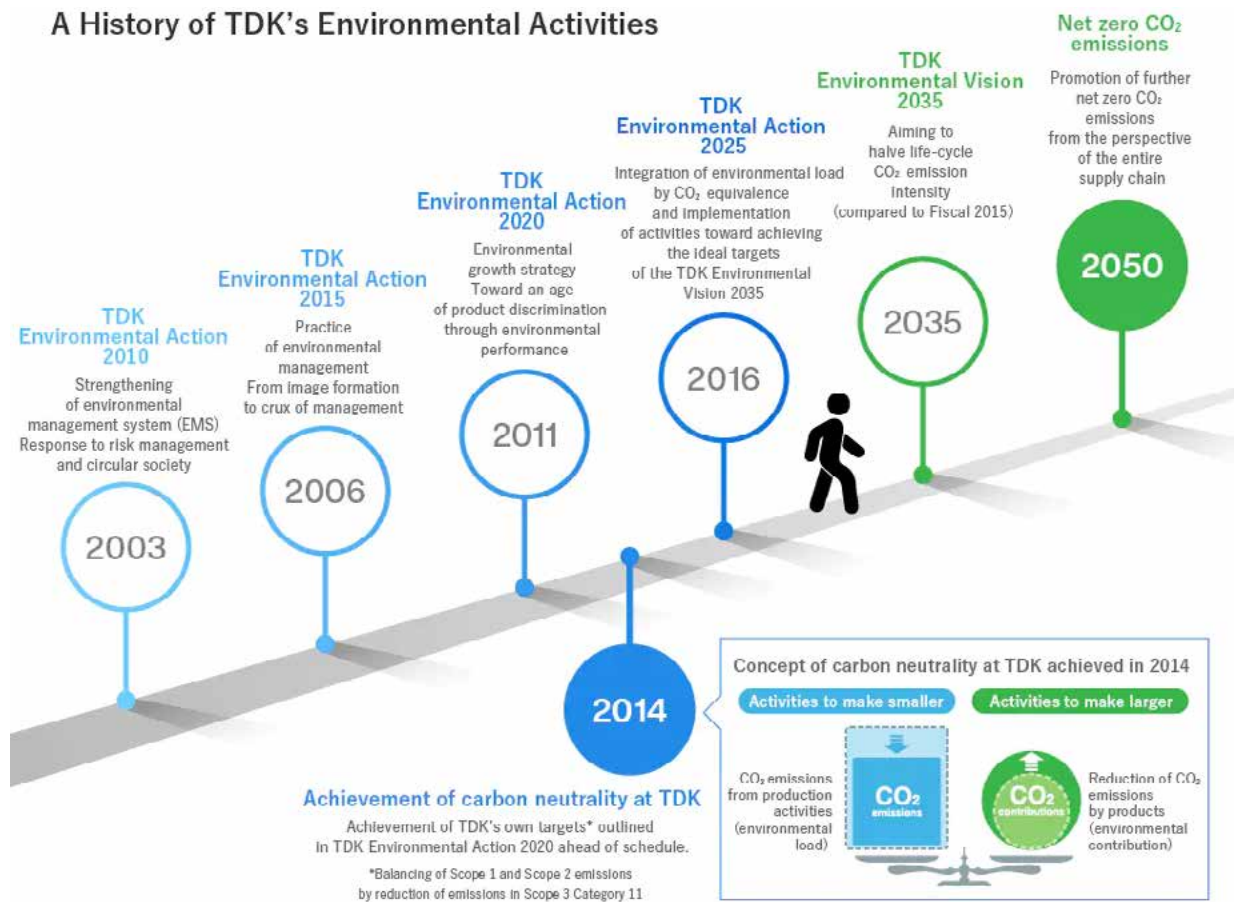 A History of TDK's Environmental Activities
TDK
Environmental Action
2010
Strengthening
of environmental
management system (EMS)
Response to risk management
and circular society
2003
TDK
Environmental Action
2015
Practice
of environmental
management
From image formation
to crux of management
2006
TDK
Environmental Action
2020
Environmental
growth strategy
Toward an age
of product discrimination
through environmental
performance
2011
TDK
Environmental Action
2025
Integration of environmental load
by CO₂ equivalence
and implementation
of activities toward achieving
the ideal targets
of the TDK Environmental
Vision 2035
2016
TDK
Environmental Vision
2035
Aiming to
halve life-cycle
CO₂ emission
intensity
(compared to Fiscal 2015)
2035
Net zero CO₂
emissions
Promotion of further
net zero CO₂
emissions
from the perspective
of the entire
supply chain
2050
2014
Achievement of carbon neutrality at TDK
Achievement of TDK's own targets* outlined
in TDK Environmental Action 2020 ahead of schedule.
*Balancing of Scope 1 and Scope 2 emissions
by reduction of emissions in Scope 3 Category 11
Concept of carbon neutrality at TDK achieved in 2014
Activities to make smaller
Activities to make larger
CO₂ emissions
from production
activities
(environmental
load)
CO₂
emissions
CO₂
contributions
Reduction of CO₂
emissions
by products
(environmental
contribution)